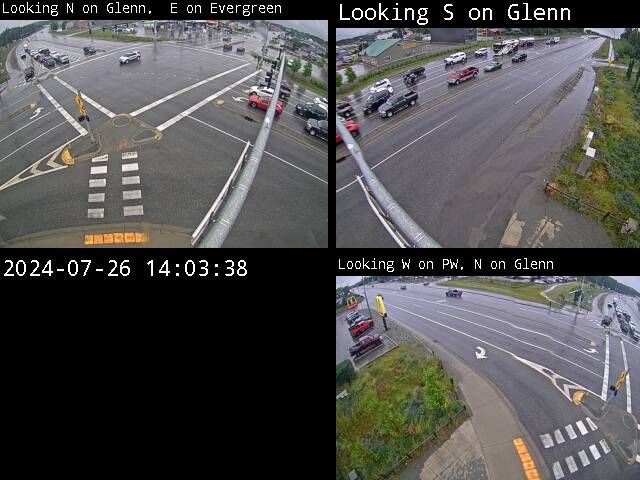 Looking N on Glenn, E on Evergreen
Looking S on Glenn
2024-07-26 14:03:38
Looking W on PW, N on Glenn